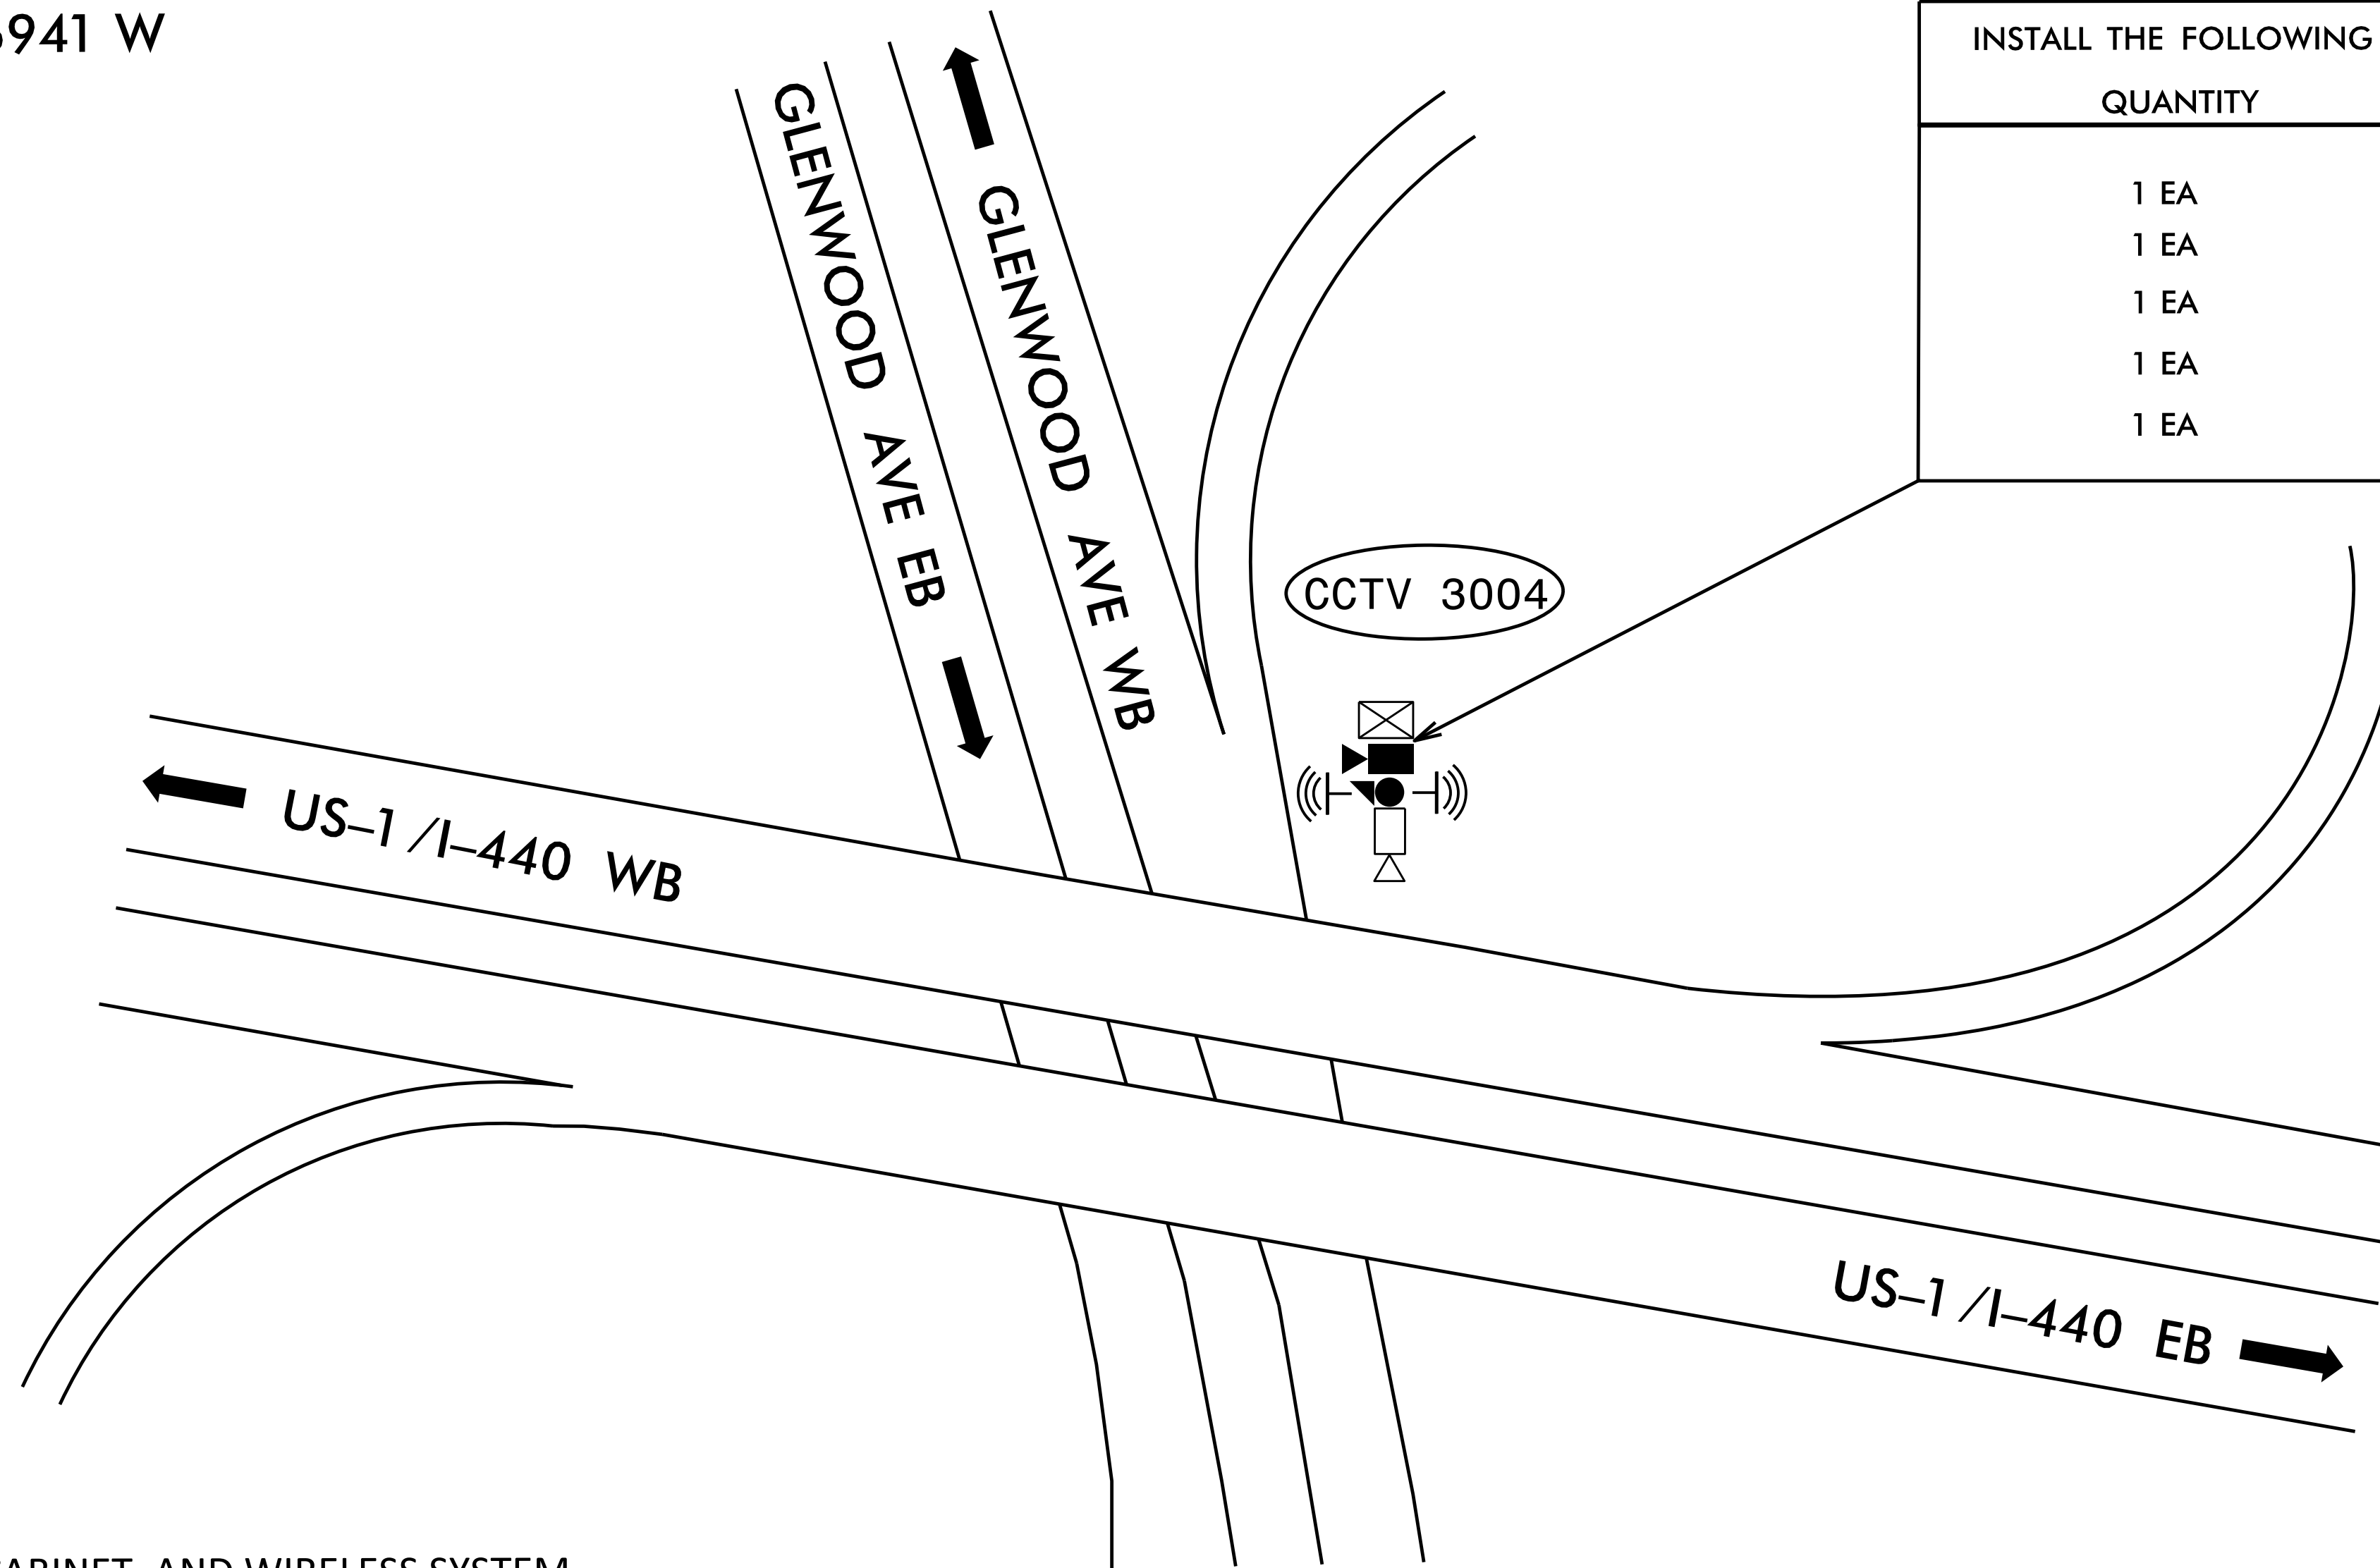 941 W
INSTALL THE FOLLOWING
QUANTITY
1 EA
1 EA
1 EA
1 EA
1 EA
GLENWOOD AVE EB
GLENWOOD AVE WB
CCTV 3004
US-1/I-440 WB
US-1/I-440 EB
AND WIRELESS SYSTEM